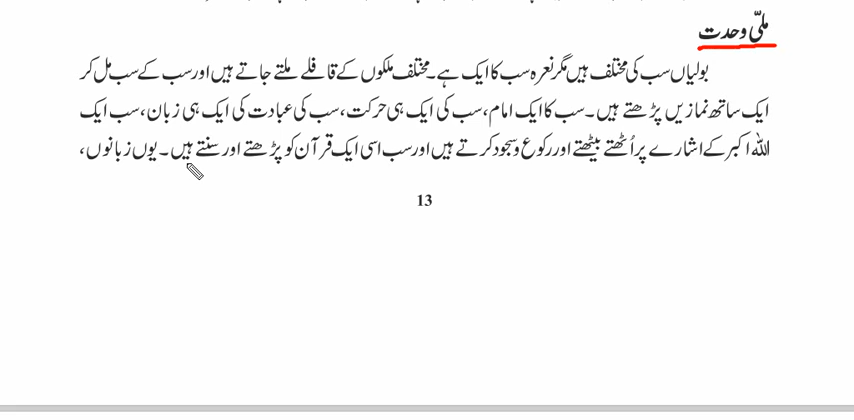 ملّی وحدت
بولیاں سب کی مختلف ہیں مگر نعرہ سب کا ایک ہے۔ مختلف ملکوں کے قافلے ملتے جاتے ہیں اور سب کے سب مل کر
ایک ساتھ نمازیں پڑھتے ہیں۔ سب کا ایک امام، سب کی ایک ہی حرکت، سب کی عبادت کی ایک ہی زبان، سب ایک
اللہ اکبر کے اشارے پر اُٹھتے بیٹھتے اور رکوع و سجود کرتے ہیں اور سب اسی ایک قرآن کو پڑھتے اور سنتے ہیں۔ یوں زبانوں،
13